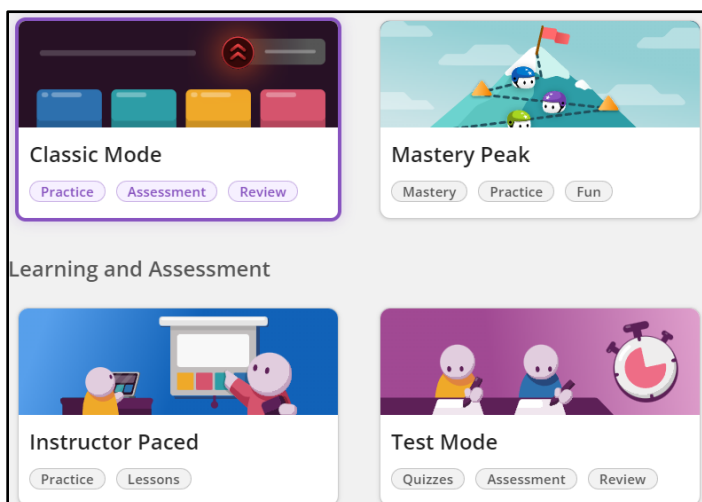 Classic Mode
Practice Assessment Review
Mastery Peak
Mastery Practice Fun
Learning and Assessment
Instructor Paced
Practice Lessons
Test Mode
Quizzes Assessment Review